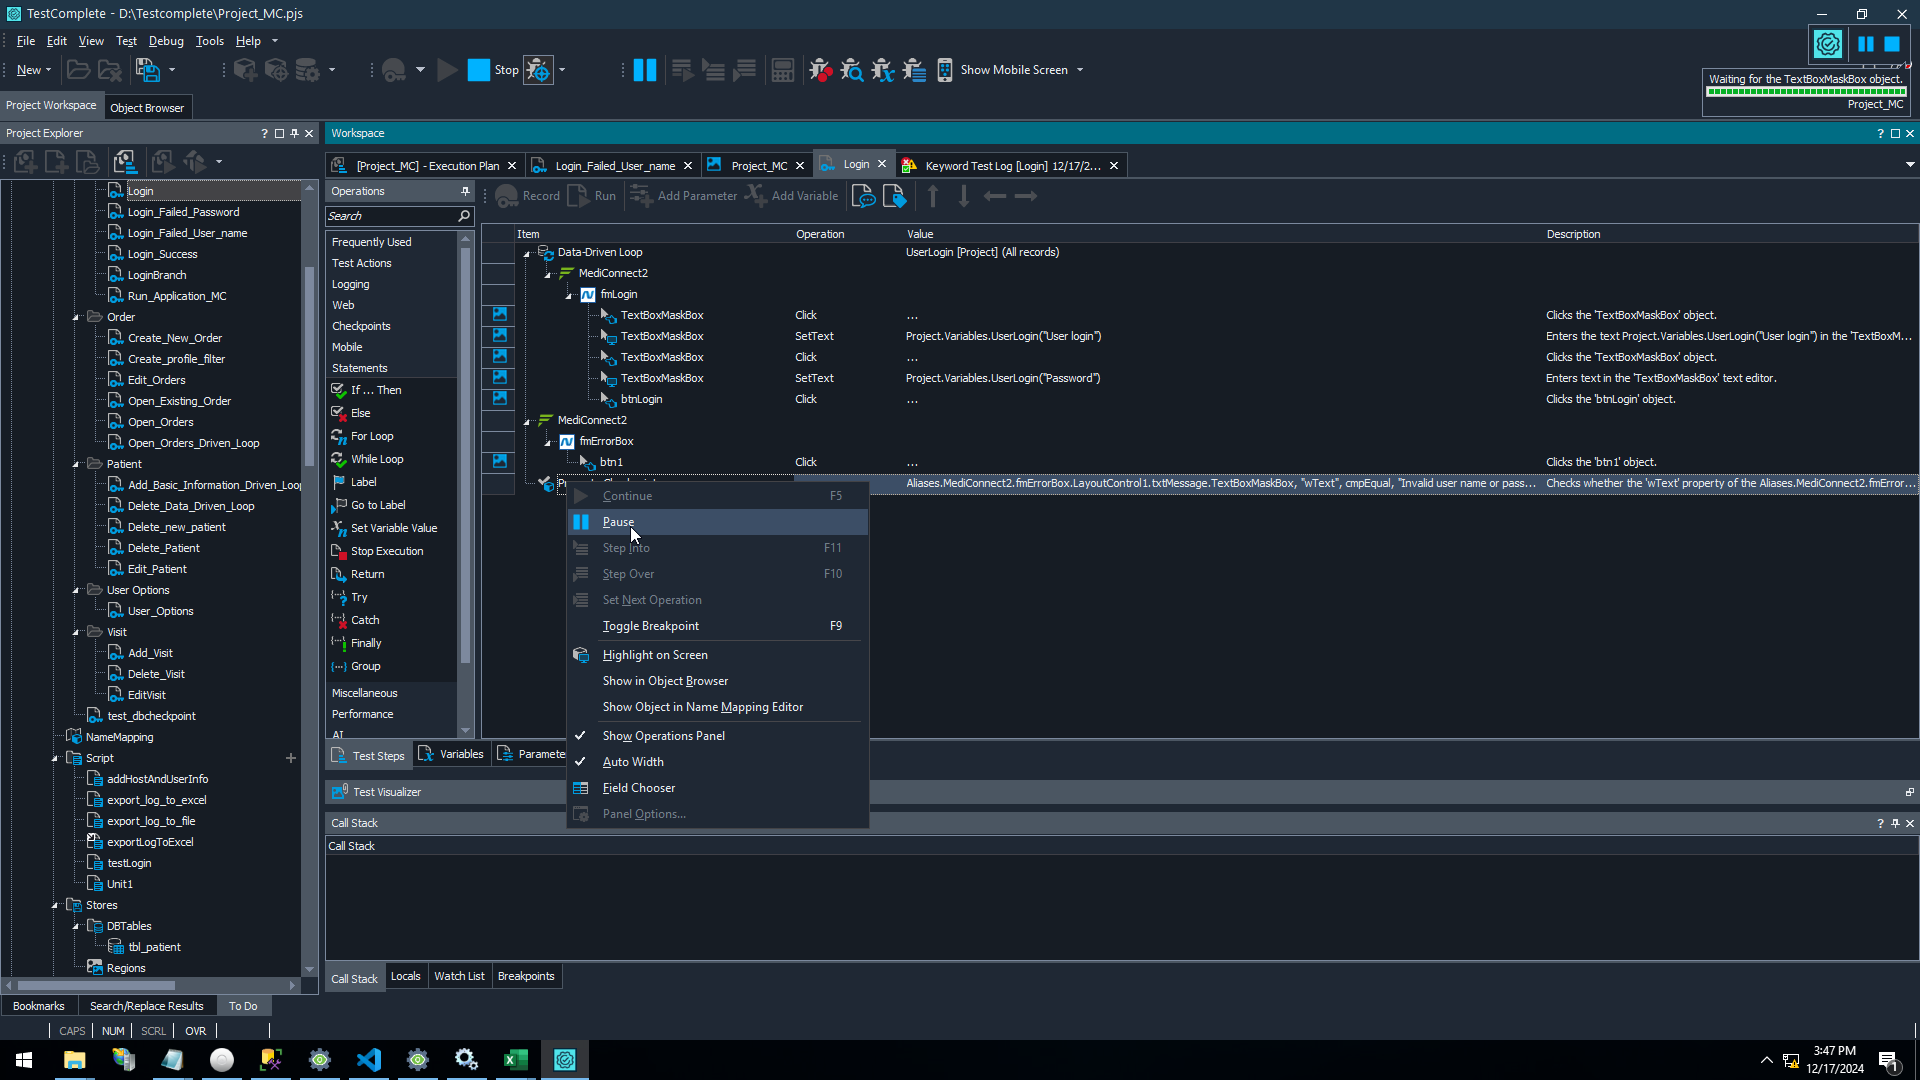 TestComplete - D:\Testcomplete\Project_MC.pjs
File Edit View Test Debug Tools Help
New Stop Show Mobile Screen
Waiting for the TextBoxMaskBox object.
Project_MC
Project Workspace Object Browser
Project Explorer
Login
Login_Failed_Password
Login_Failed_User_name
Login_Success
LoginBranch
Run_Application_MC
Order
Create_New_Order
Create_profile_filter
Edit_Orders
Open_Existing_Order
Open_Orders
Open_Orders_Driven_Loop
Patient
Add_Basic_Information_Driven_Loop
Delete_Data_Driven_Loop
Delete_new_patient
Delete_Patient
Edit_Patient
User Options
User_Options
Visit
Add_Visit
Delete_Visit
EditVisit
test_dbcheckpoint
NameMapping
Script
addHostAndUserInfo
export_log_to_excel
export_log_to_file
exportLogToExcel
testLogin
Unit1
Stores
DBTables
tbl_patient
Regions
Bookmarks Search/Replace Results To Do
CAPS NUM SCRL OVR
Workspace
[Project_MC] - Execution Plan Login_Failed_User_name Project_MC Login Keyword Test Log [Login] 12/17/2...
Operations
Search
Frequently Used
Test Actions
Logging
Web
Checkpoints
Mobile
Statements
If ... Then
Else
For Loop
While Loop
Label
Go to Label
Set Variable Value
Stop Execution
Return
Try
Catch
Finally
Group
Miscellaneous
Performance
AI
Record Run Add Parameter Add Variable
Item Operation Value Description
Data-Driven Loop UserLogin [Project] (All records)
MediConnect2
fmLogin
TextBoxMaskBox Click ... Clicks the 'TextBoxMaskBox' object.
TextBoxMaskBox SetText Project.Variables.UserLogin("User login") Enters the text Project.Variables.UserLogin("User login") in the 'TextBoxM...
TextBoxMaskBox Click ... Clicks the 'TextBoxMaskBox' object.
TextBoxMaskBox SetText Project.Variables.UserLogin("Password") Enters text in the 'TextBoxMaskBox' text editor.
btnLogin Click ... Clicks the 'btnLogin' object.
MediConnect2
fmErrorBox
btn1 Click ... Clicks the 'btn1' object.
Aliases.MediConnect2.fmErrorBox.LayoutControl1.txtMessage.TextBoxMaskBox, "wText", cmpEqual, "Invalid user name or pass... Checks whether the 'wText' property of the Aliases.MediConnect2.fmError...
Continue F5
Pause
Step Into F11
Step Over F10
Set Next Operation
Toggle Breakpoint F9
Highlight on Screen
Show in Object Browser
Show Object in Name Mapping Editor
Show Operations Panel
Auto Width
Field Chooser
Panel Options...
Test Steps Variables Paramete
Test Visualizer
Call Stack
Call Stack
Call Stack Locals Watch List Breakpoints
3:47 PM
12/17/2024
1